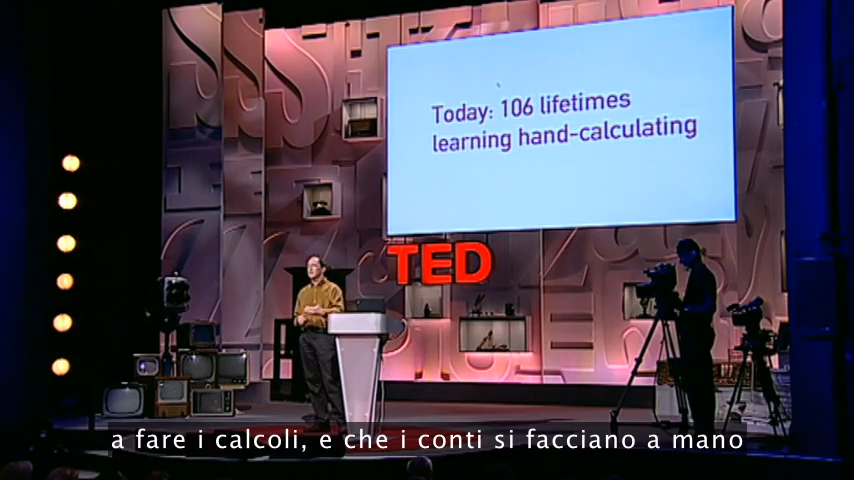 Today: 106 lifetimes
learning hand-calculating
TED
a fare i calcoli, e che i conti si facciano a mano